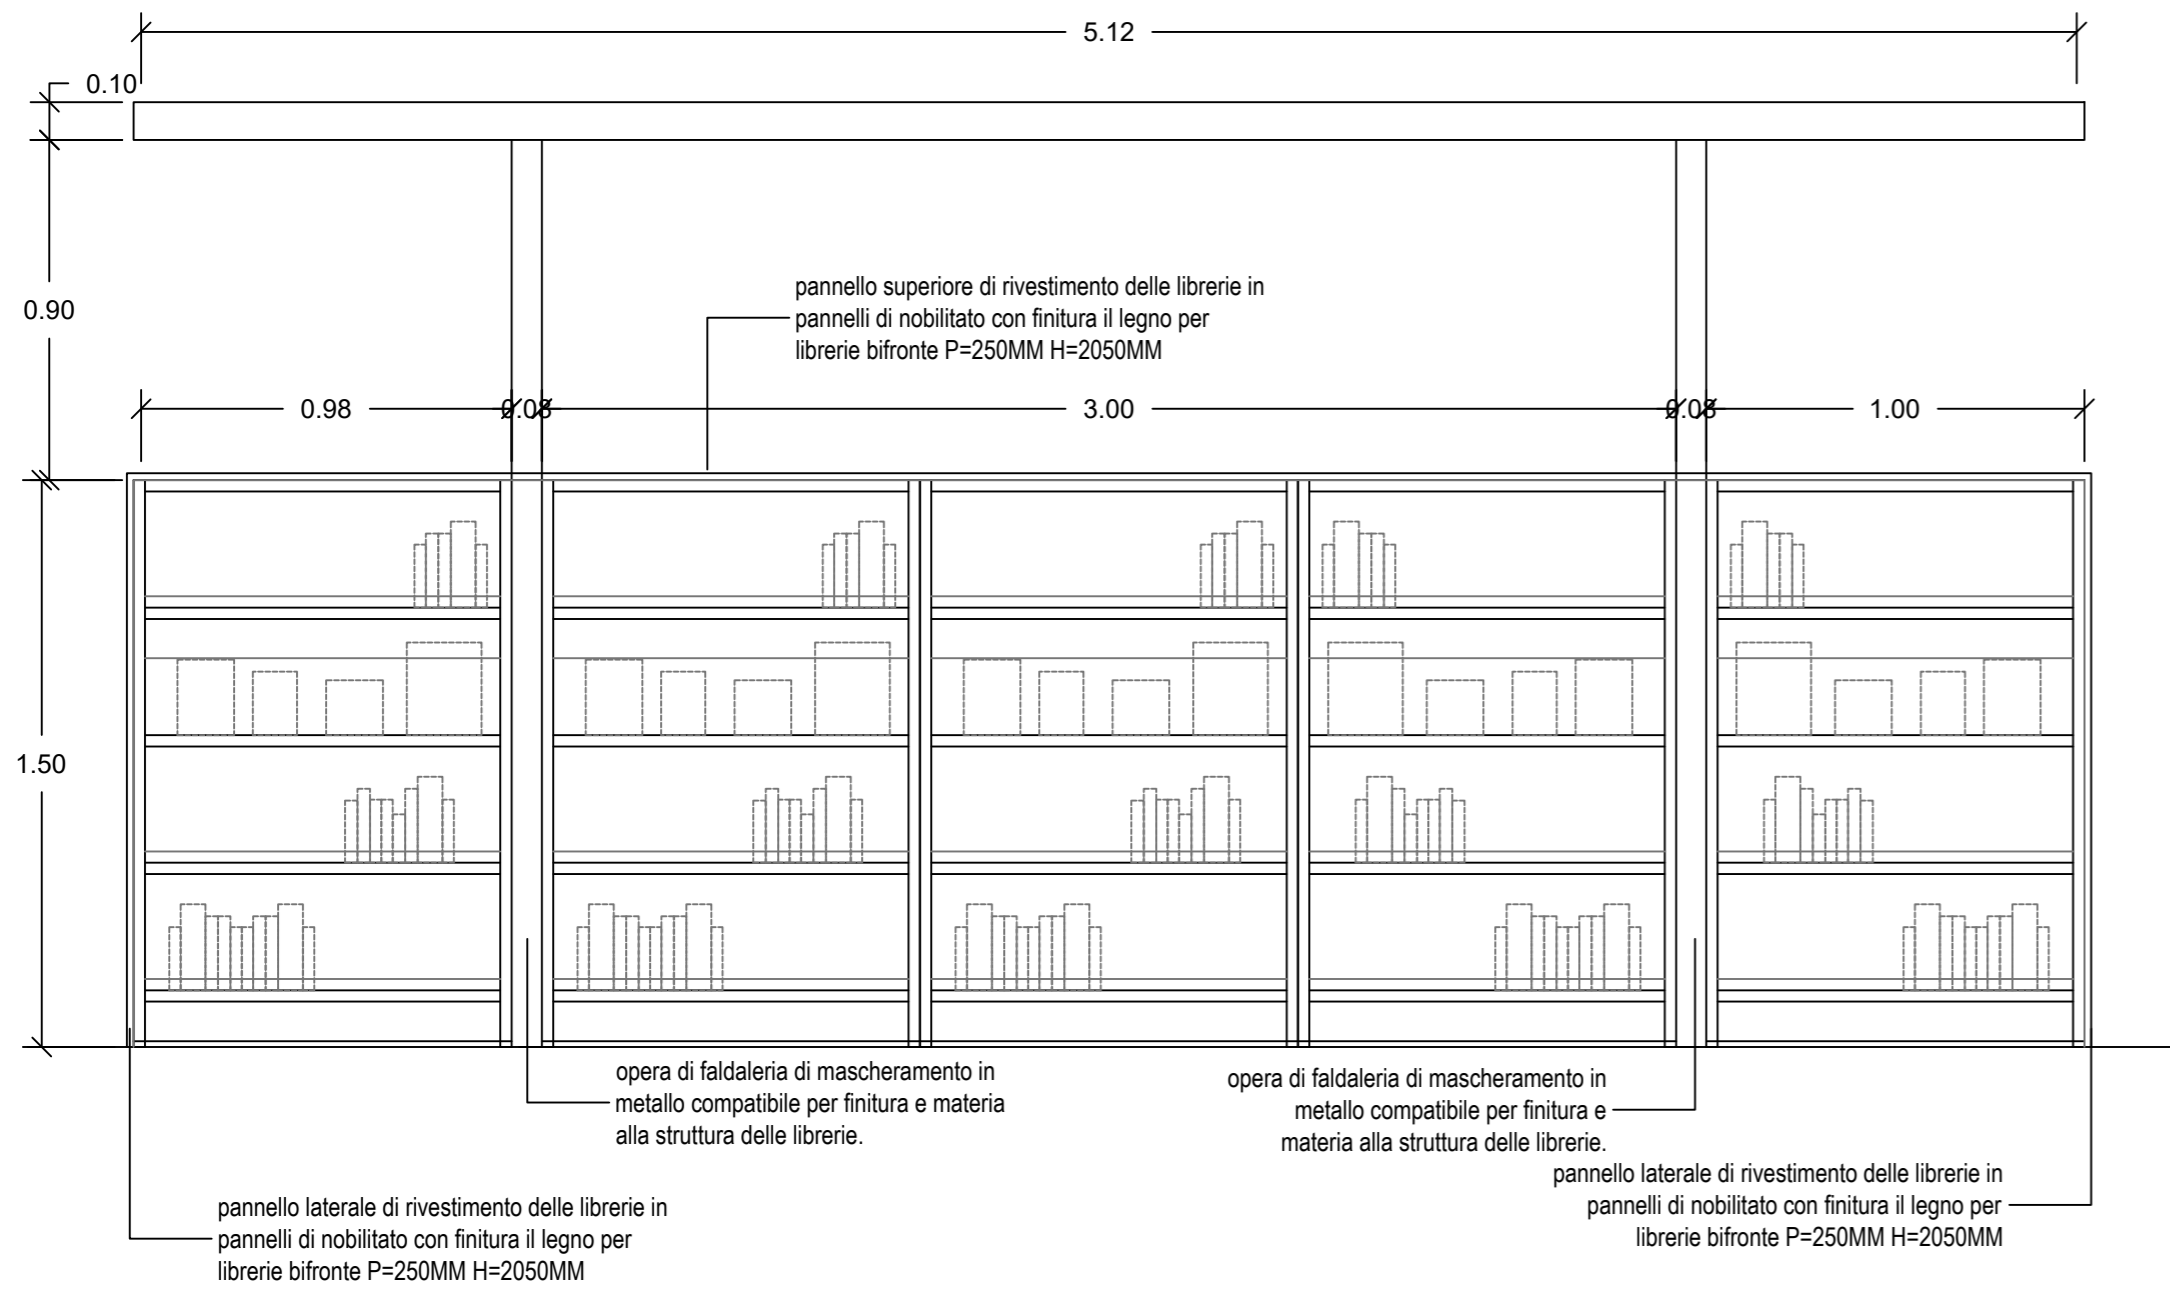 5.12
0.10
0.90
pannello superiore di rivestimento delle librerie in
pannelli di nobilitato con finitura il legno per
librerie bifronte P=250MM H=2050MM
0.98
0.08
3.00
0.08
1.00
1.50
opera di faldaleria di mascheramento in
metallo compatibile per finitura e materia
alla struttura delle librerie.
opera di faldaleria di mascheramento in
metallo compatibile per finitura e
materia alla struttura delle librerie.
pannello laterale di rivestimento delle librerie in
pannelli di nobilitato con finitura il legno per
librerie bifronte P=250MM H=2050MM
pannello laterale di rivestimento delle librerie in
pannelli di nobilitato con finitura il legno per
librerie bifronte P=250MM H=2050MM